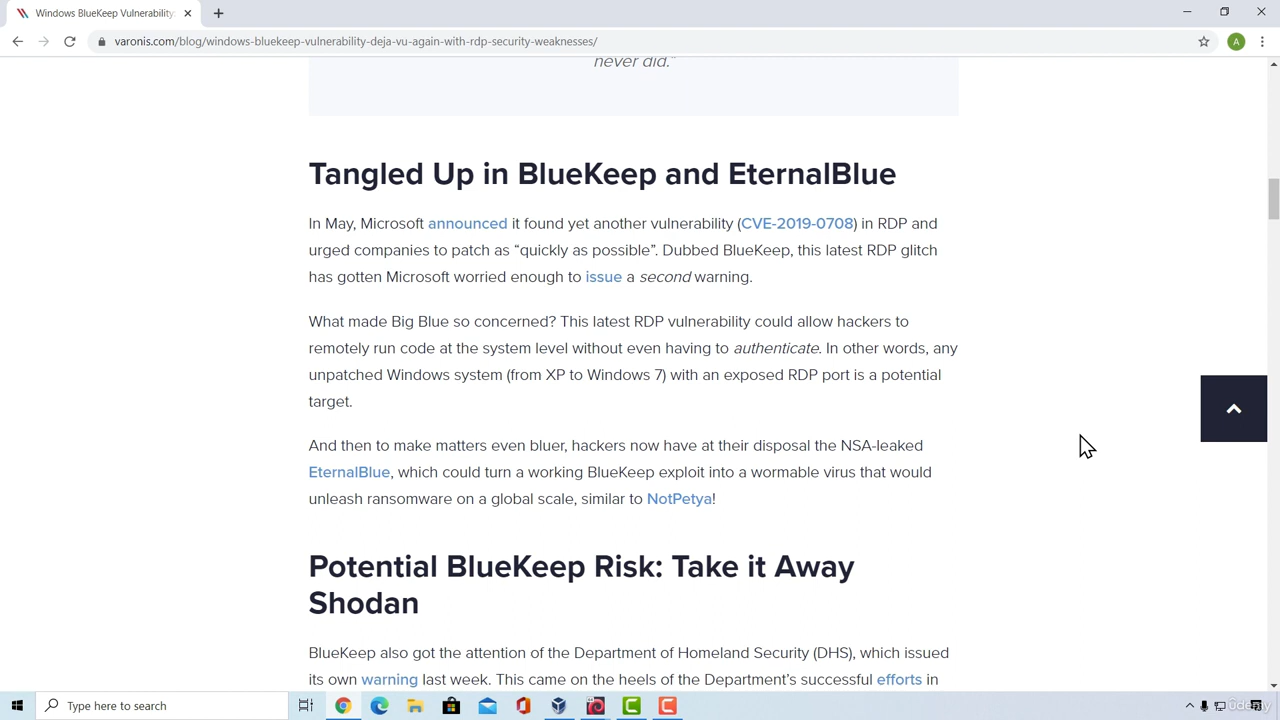 Windows BlueKeep Vulnerability:
varonis.com/blog/windows-bluekeep-vulnerability-deja-vu-again-with-rdp-security-weaknesses/
A
never did.”
Tangled Up in BlueKeep and EternalBlue
In May, Microsoft announced it found yet another vulnerability (CVE-2019-0708) in RDP and
urged companies to patch as “quickly as possible”. Dubbed BlueKeep, this latest RDP glitch
has gotten Microsoft worried enough to issue a second warning.
What made Big Blue so concerned? This latest RDP vulnerability could allow hackers to
remotely run code at the system level without even having to authenticate. In other words, any
unpatched Windows system (from XP to Windows 7) with an exposed RDP port is a potential
target.
And then to make matters even bluer, hackers now have at their disposal the NSA-leaked
EternalBlue, which could turn a working BlueKeep exploit into a wormable virus that would
unleash ransomware on a global scale, similar to NotPetya!
Potential BlueKeep Risk: Take it Away
Shodan
BlueKeep also got the attention of the Department of Homeland Security (DHS), which issued
its own warning last week. This came on the heels of the Department’s successful efforts in
Type here to search
udemy